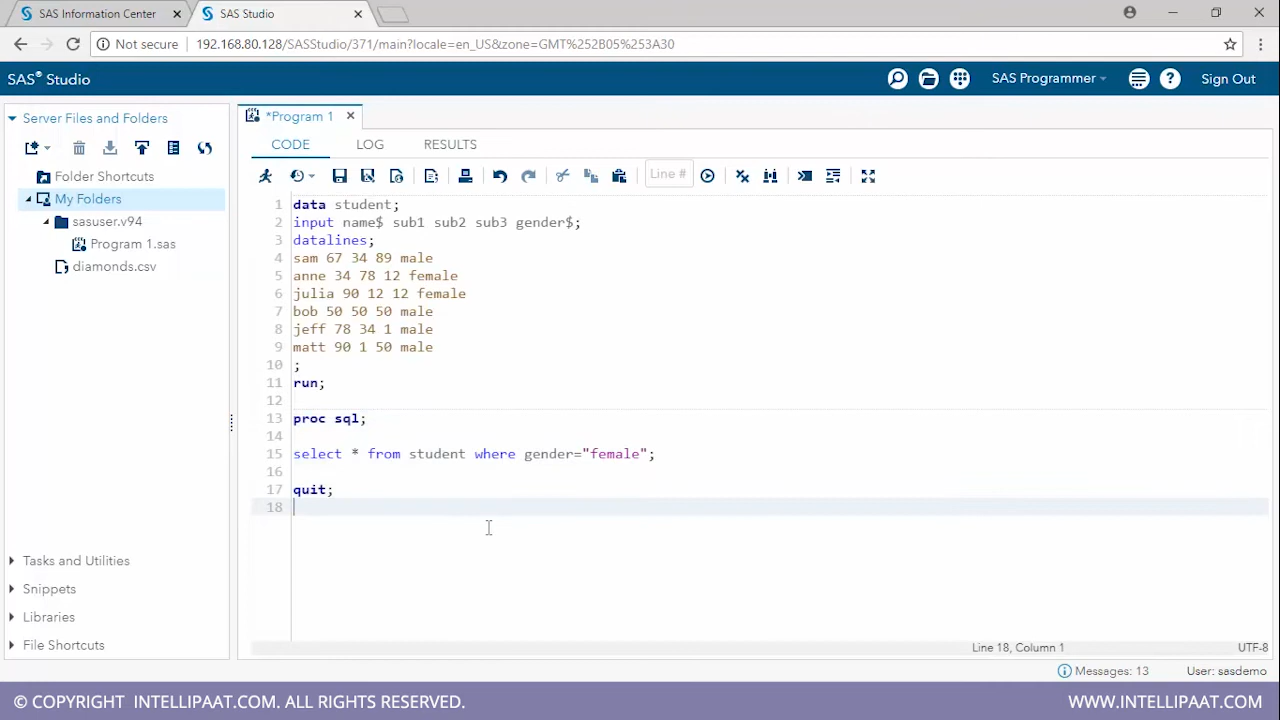 SAS Information Center
SAS Studio
Not secure
192.168.80.128/SASStudio/371/main?locale=en_US&zone=GMT%252B05%253A30
SAS® Studio
SAS Programmer
Sign Out
Server Files and Folders
Folder Shortcuts
My Folders
sasuser.v94
Program 1.sas
diamonds.csv
Tasks and Utilities
Snippets
Libraries
File Shortcuts
*Program 1
CODE LOG RESULTS
Line #
1 data student;
2 input name$ sub1 sub2 sub3 gender$;
3 datalines;
4 sam 67 34 89 male
5 anne 34 78 12 female
6 julia 90 12 12 female
7 bob 50 50 50 male
8 jeff 78 34 1 male
9 matt 90 1 50 male
10 ;
11 run;
12
13 proc sql;
14
15 select * from student where gender="female";
16
17 quit;
18
Line 18, Column 1
UTF-8
Messages: 13
User: sasdemo
© COPYRIGHT INTELLIPAAT.COM. ALL RIGHTS RESERVED.
WWW.INTELLIPAAT.COM